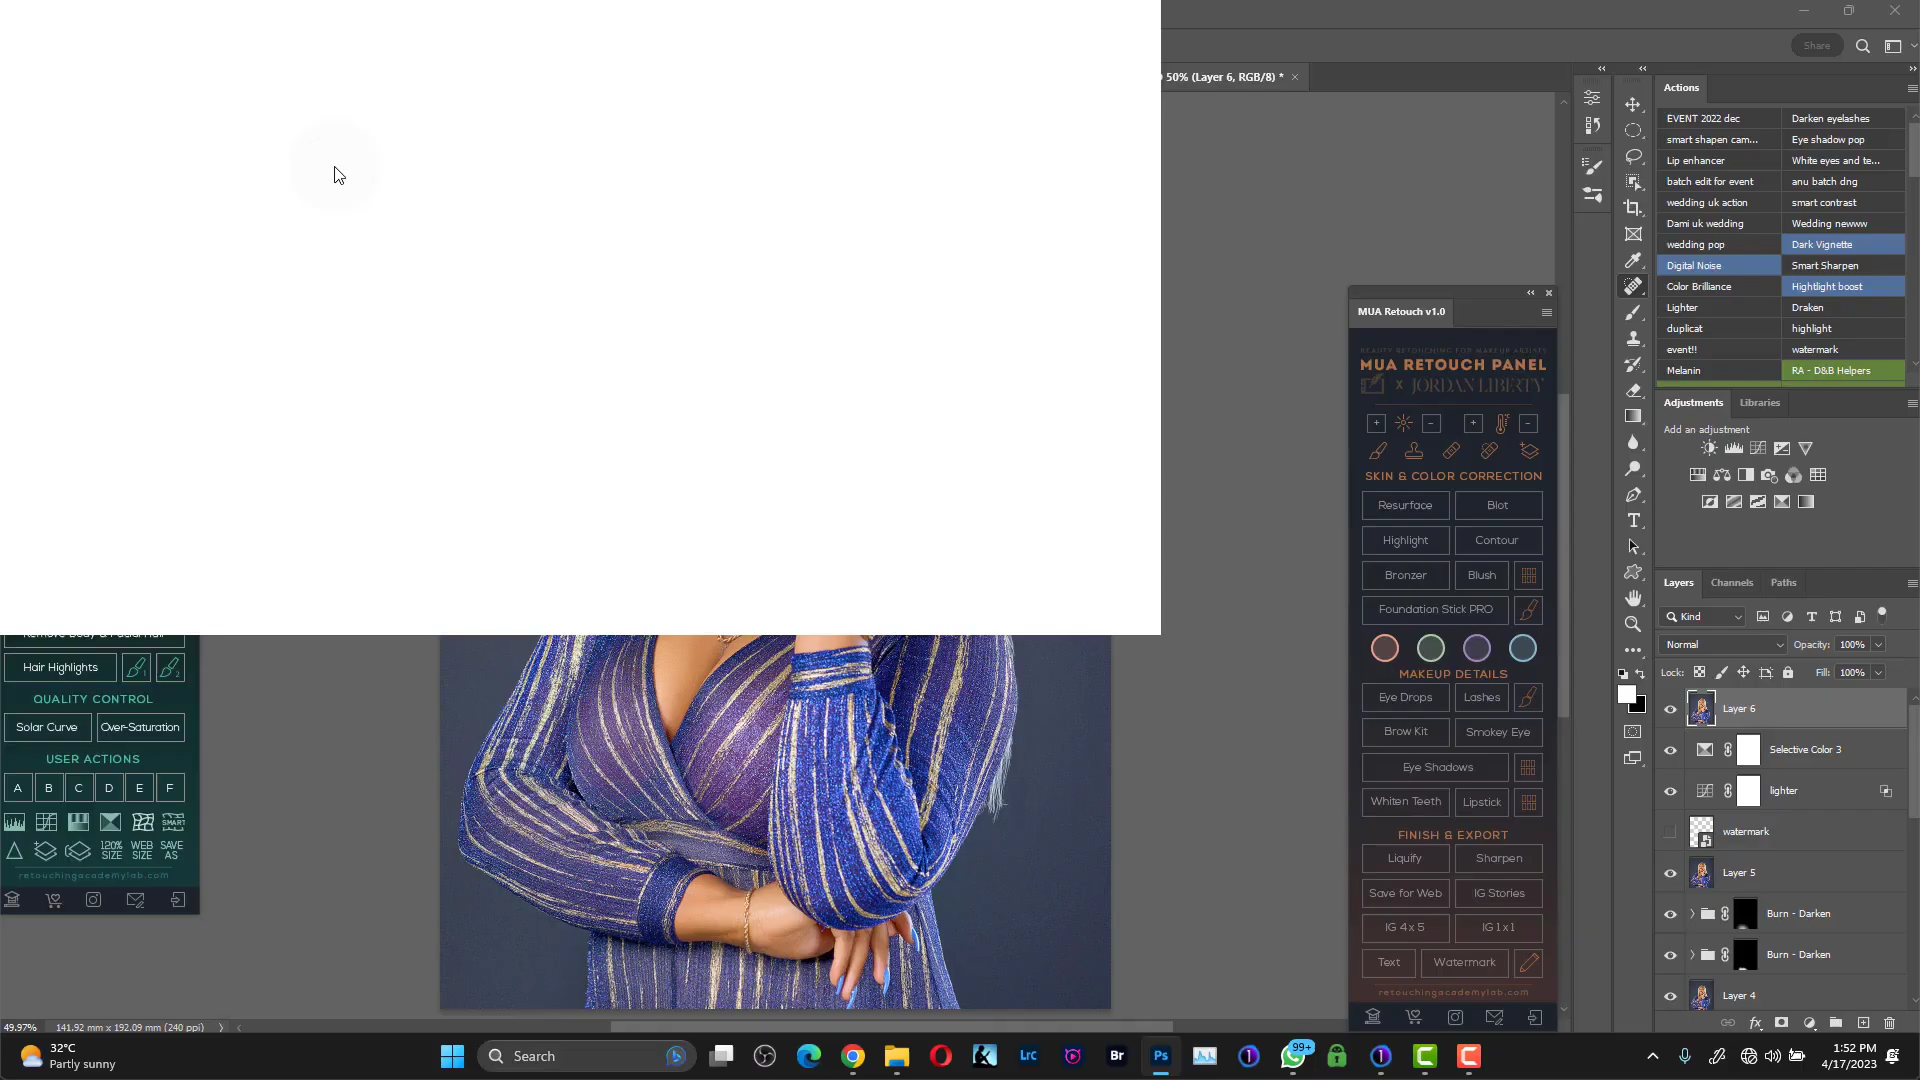 Share
50% (Layer 6, RGB/8) *
Actions
EVENT 2022 dec
Darken eyelashes
smart shapen cam...
Eye shadow pop
Lip enhancer
White eyes and te...
batch edit for event
anu batch dng
wedding uk action
smart contrast
Dami uk wedding
Wedding newww
wedding pop
Dark Vignette
Digital Noise
Smart Sharpen
Color Brilliance
Hightlight boost
Lighter
Draken
duplicat
highlight
event!!
watermark
Melanin
RA - D&B Helpers
Adjustments
Libraries
Add an adjustment
Layers
Channels
Paths
Kind
Normal
Opacity: 100%
Lock:
Fill: 100%
Layer 6
Selective Color 3
lighter
watermark
Layer 5
Burn - Darken
Burn - Darken
Layer 4
MUA Retouch v1.0
BEAUTY RETOUCHING FOR MAKEUP ARTISTS
MUA RETOUCH PANEL
X JORDAN LIBERTY
SKIN & COLOR CORRECTION
Resurface
Blot
Highlight
Contour
Bronzer
Blush
Foundation Stick PRO
MAKEUP DETAILS
Eye Drops
Lashes
Brow Kit
Smokey Eye
Eye Shadows
Whiten Teeth
Lipstick
FINISH & EXPORT
Liquify
Sharpen
Save for Web
IG Stories
IG 4x5
IG 1x1
Text
Watermark
retouchingacademylab.com
Hair Highlights
1
2
QUALITY CONTROL
Solar Curve
Over-Saturation
USER ACTIONS
A
B
C
D
E
F
SMART
120% SIZE
WEB SIZE
SAVE AS
retouchingacademylab.com
49.97%
141.92 mm x 192.09 mm (240 ppi)
32°C
Partly sunny
Search
Lrc
Br
Ps
99+
1:52 PM
4/17/2023